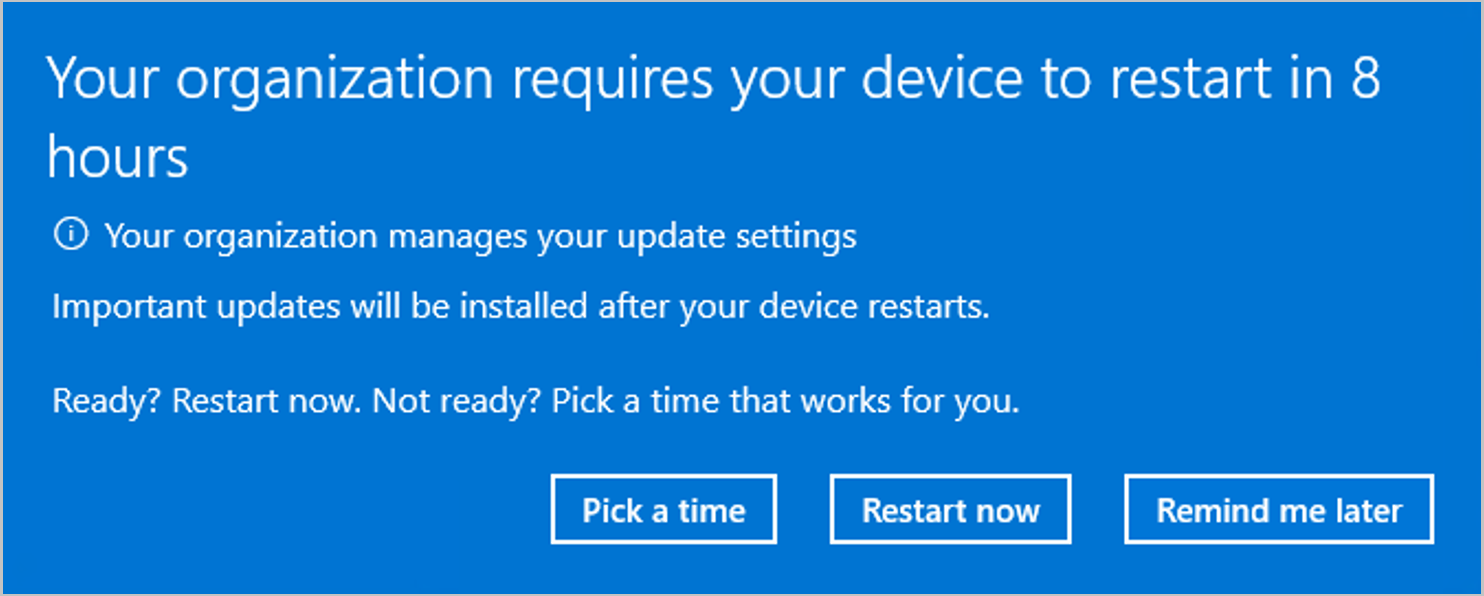 Your organization requires your device to restart in 8
hours
Your organization manages your update settings
Important updates will be installed after your device restarts.
Ready? Restart now. Not ready? Pick a time that works for you.
Pick a time
Restart now
Remind me later